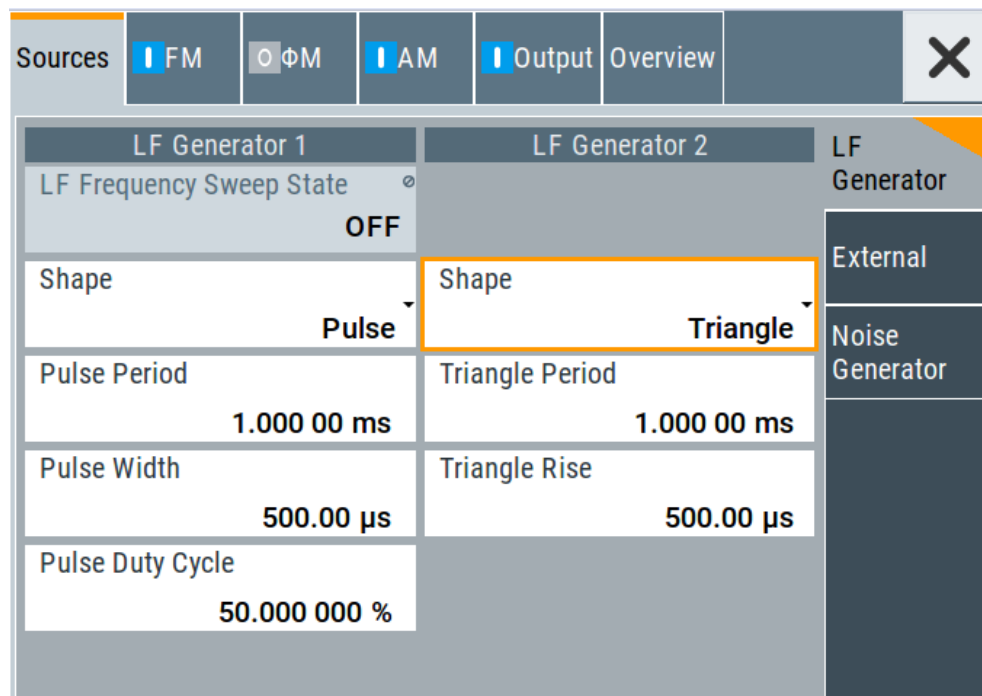 Sources I FM O ΦM I AM I Output Overview
LF Generator 1 LF Generator 2
LF Frequency Sweep State
OFF
Shape Shape
Pulse Triangle
Pulse Period Triangle Period
1.000 00 ms 1.000 00 ms
Pulse Width Triangle Rise
500.00 µs 500.00 µs
Pulse Duty Cycle
50.000 000 %
LF
Generator
External
Noise
Generator